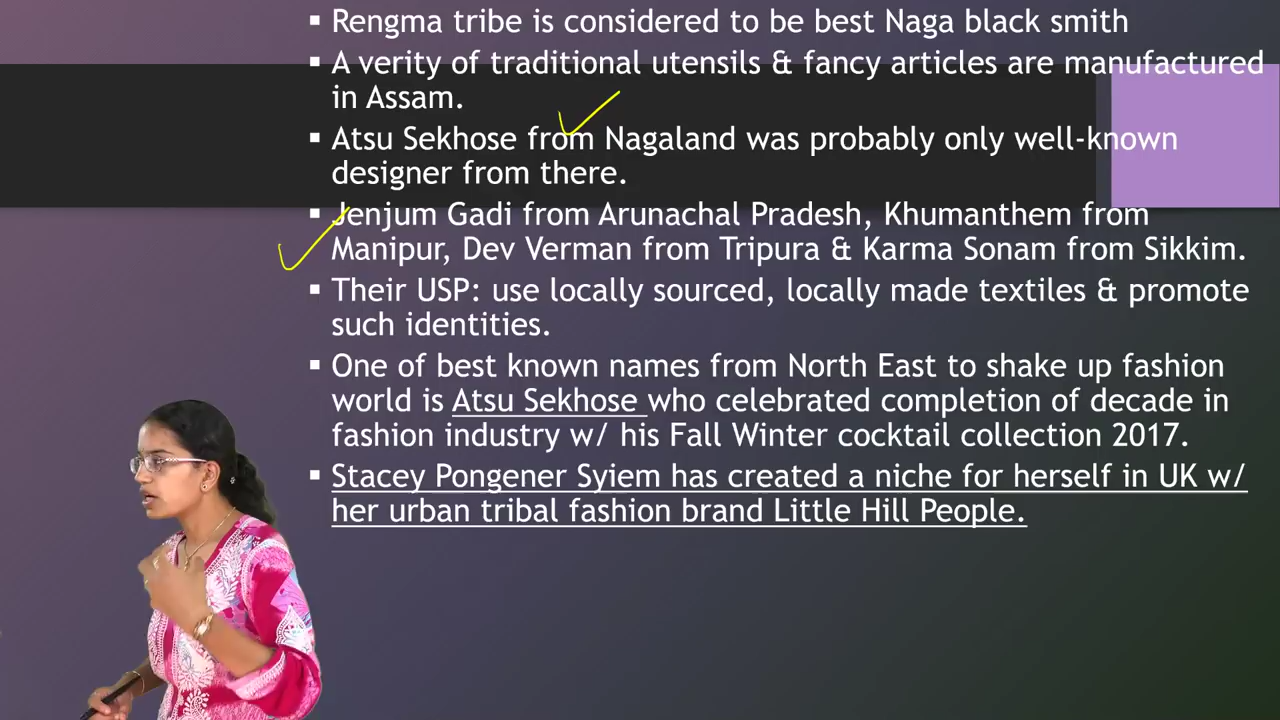 ▪ Rengma tribe is considered to be best Naga black smith
▪ A verity of traditional utensils & fancy articles are manufactured
in Assam.
▪ Atsu Sekhose from Nagaland was probably only well-known
designer from there.
▪ Jenjum Gadi from Arunachal Pradesh, Khumanthem from
Manipur, Dev Verman from Tripura & Karma Sonam from Sikkim.
▪ Their USP: use locally sourced, locally made textiles & promote
such identities.
▪ One of best known names from North East to shake up fashion
world is Atsu Sekhose who celebrated completion of decade in
fashion industry w/ his Fall Winter cocktail collection 2017.
▪ Stacey Pongener Syiem has created a niche for herself in UK w/
her urban tribal fashion brand Little Hill People.